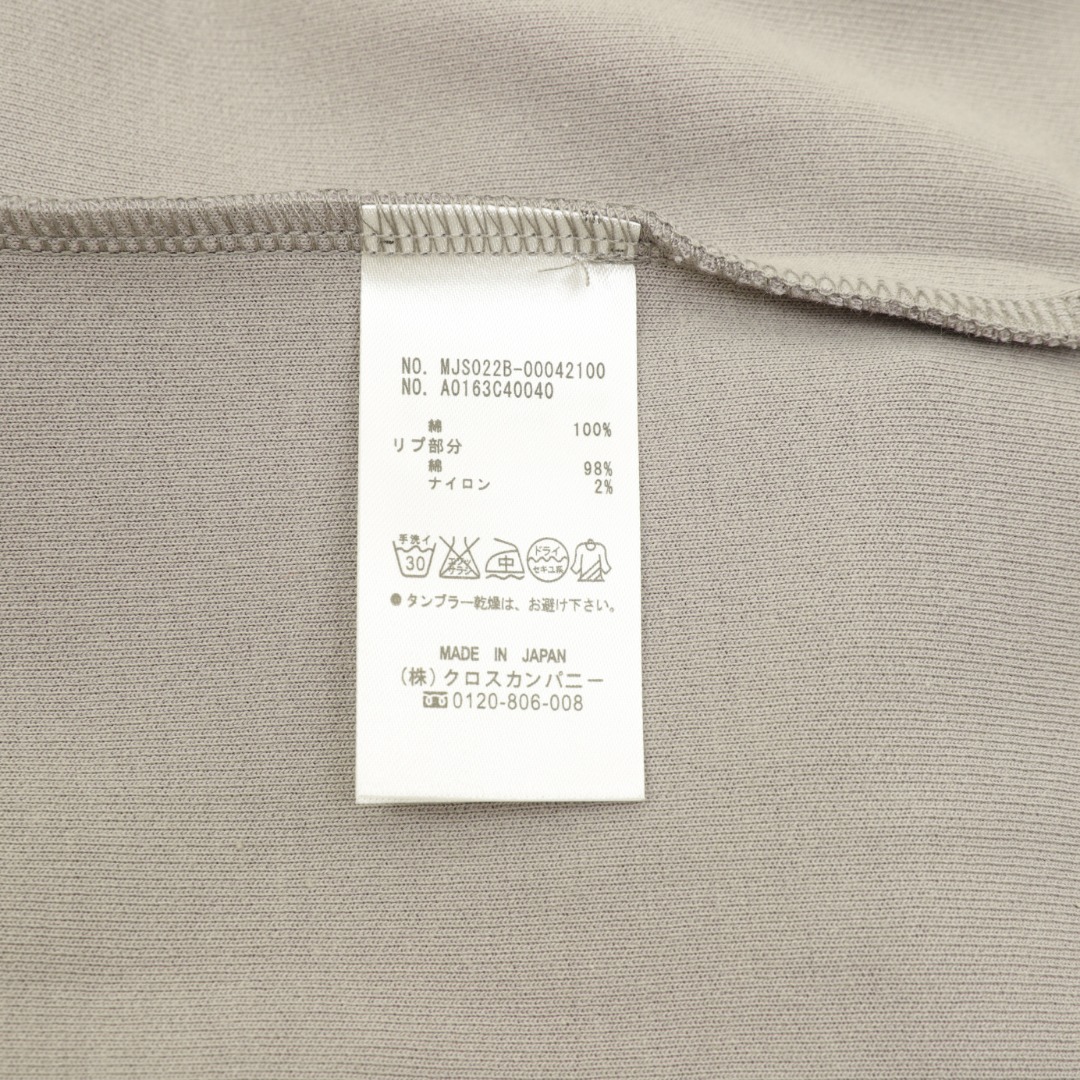 NO. MJS022B-00042100
NO. A0163C40040
綿 100%
リブ部分
綿 98%
ナイロン 2%
手洗イ
30
中
ドライ
セキユ系
●タンブラー乾燥は、お避け下さい。
MADE IN JAPAN
(株)クロスカンパニー
0120-806-008